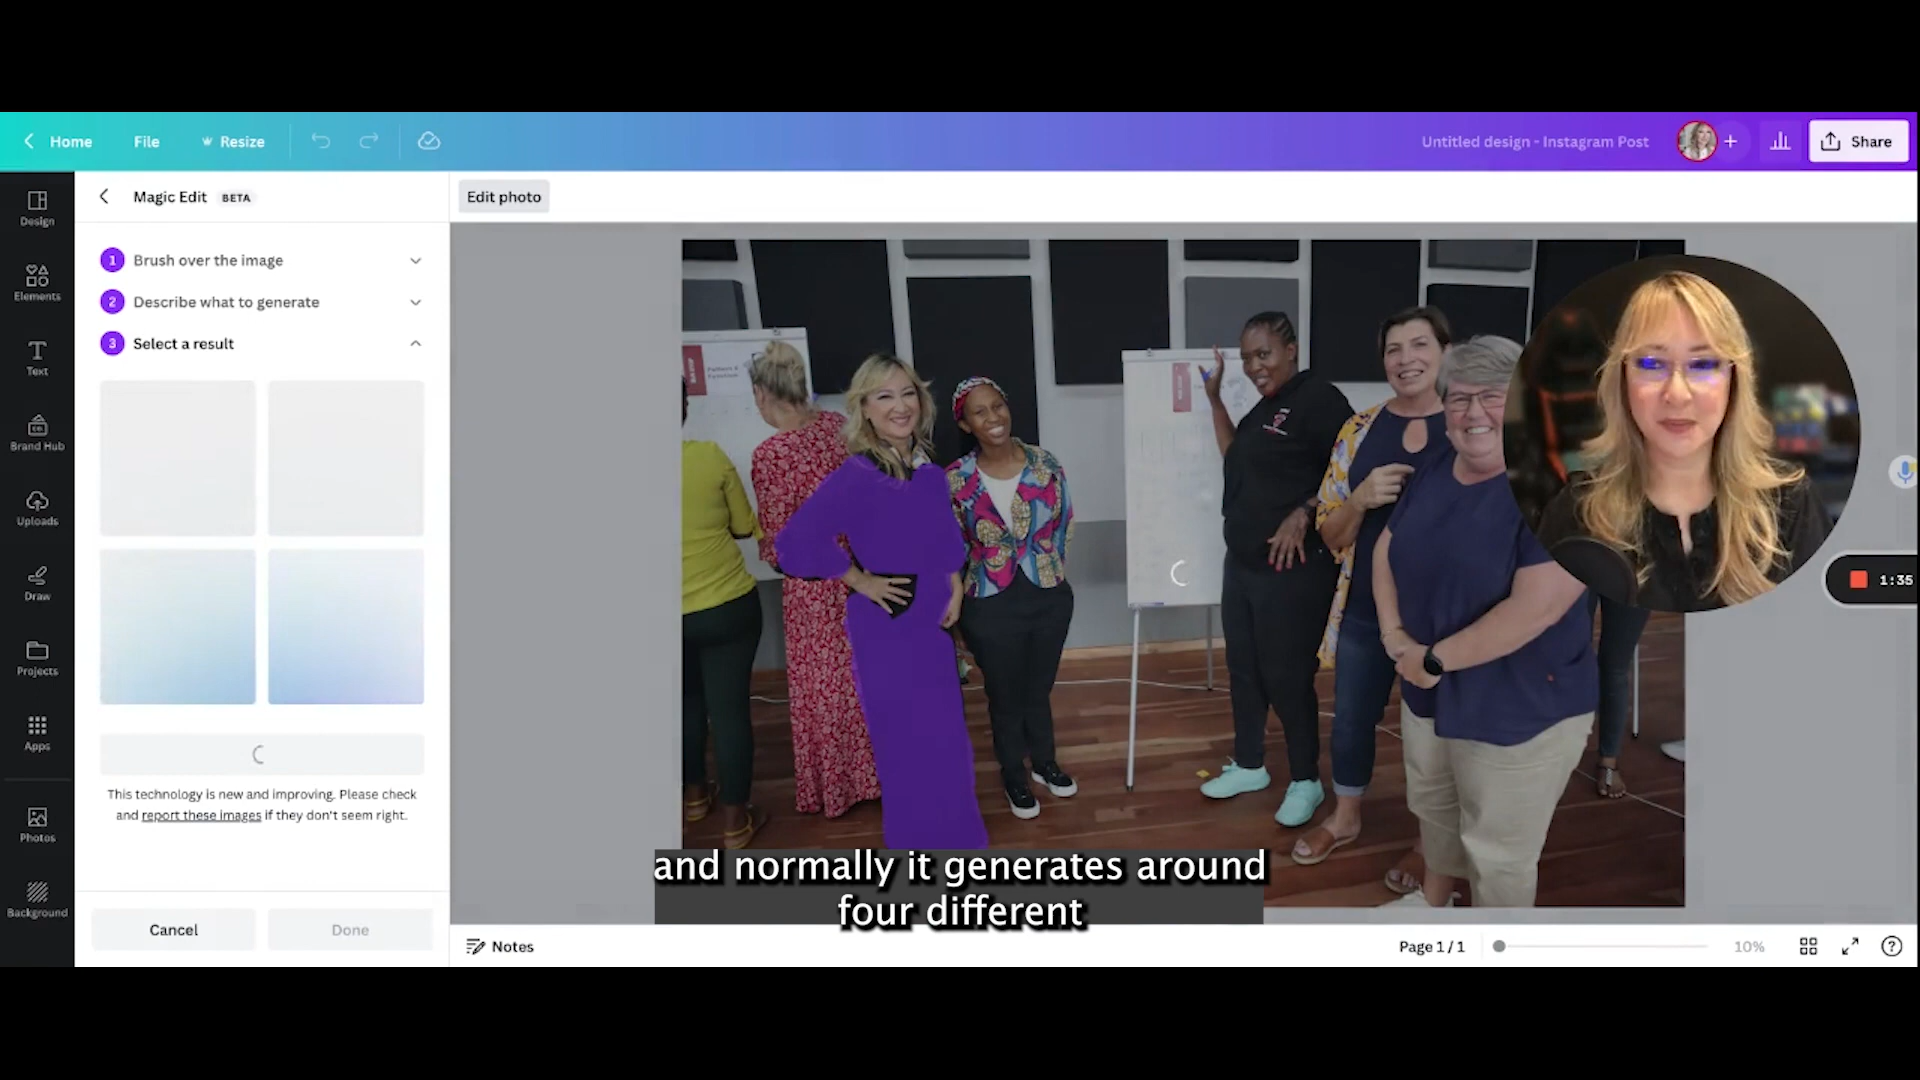 Home
File
Resize
Untitled design - Instagram Post
Share
Design
Elements
Text
Brand Hub
Uploads
Draw
Projects
Apps
Photos
Background
Magic Edit BETA
1 Brush over the image
2 Describe what to generate
3 Select a result
This technology is new and improving. Please check
and report these images if they don't seem right.
Cancel
Done
Edit photo
1:35
and normally it generates around
four different
Notes
Page 1 / 1
10%